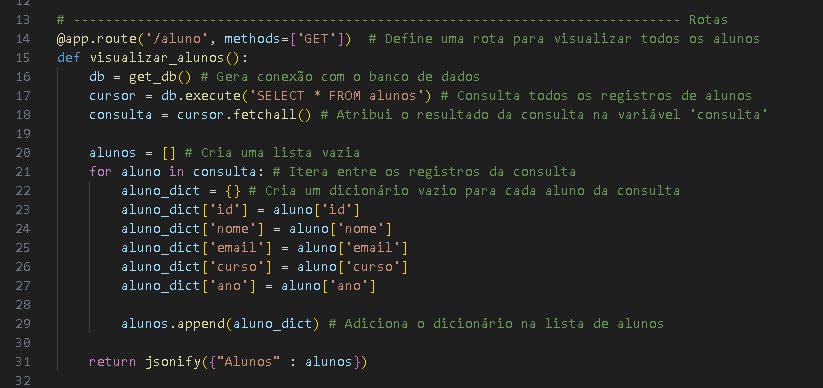 12
13 # ---------------------------------------------------------------------------- Rotas
14 @app.route('/aluno', methods=['GET']) # Define uma rota para visualizar todos os alunos
15 def visualizar_alunos():
16 db = get_db() # Gera conexão com o banco de dados
17 cursor = db.execute('SELECT * FROM alunos') # Consulta todos os registros de alunos
18 consulta = cursor.fetchall() # Atribui o resultado da consulta na variável 'consulta'
19
20 alunos = [] # Cria uma lista vazia
21 for aluno in consulta: # Itera entre os registros da consulta
22 aluno_dict = {} # Cria um dicionário vazio para cada aluno da consulta
23 aluno_dict['id'] = aluno['id']
24 aluno_dict['nome'] = aluno['nome']
25 aluno_dict['email'] = aluno['email']
26 aluno_dict['curso'] = aluno['curso']
27 aluno_dict['ano'] = aluno['ano']
28
29 alunos.append(aluno_dict) # Adiciona o dicionário na lista de alunos
30
31 return jsonify({"Alunos" : alunos})
32